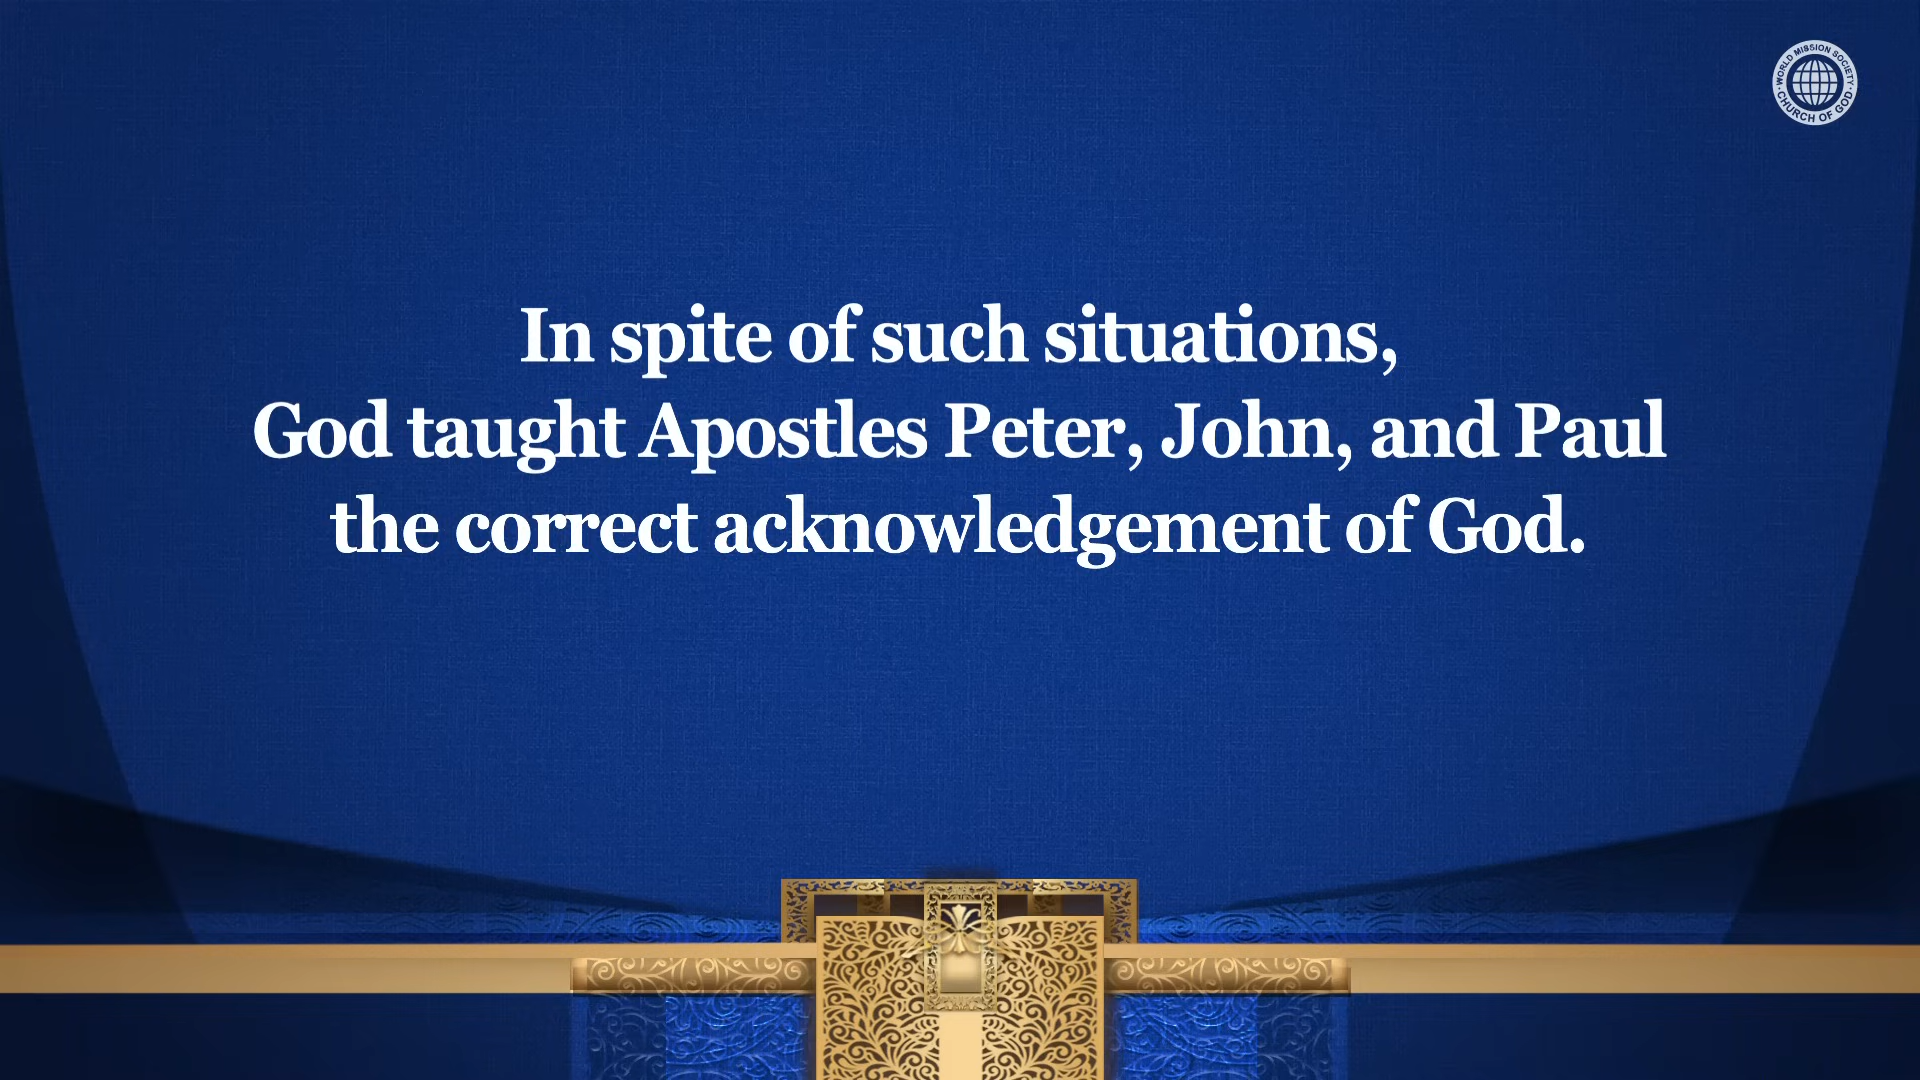 WORLD MISSION SOCIETY
CHURCH OF GOD
In spite of such situations,
God taught Apostles Peter, John, and Paul
the correct acknowledgement of God.